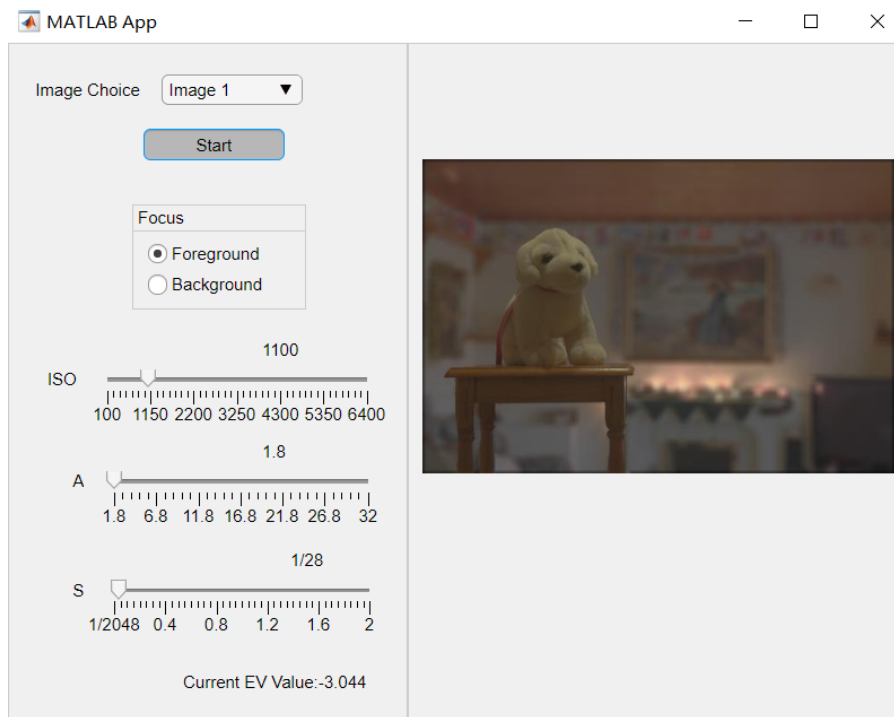 MATLAB App
Image Choice Image 1
Start
Focus
Foreground
Background
1100
ISO
100 1150 2200 3250 4300 5350 6400
1.8
A
1.8 6.8 11.8 16.8 21.8 26.8 32
1/28
S
1/2048 0.4 0.8 1.2 1.6 2
Current EV Value:-3.044